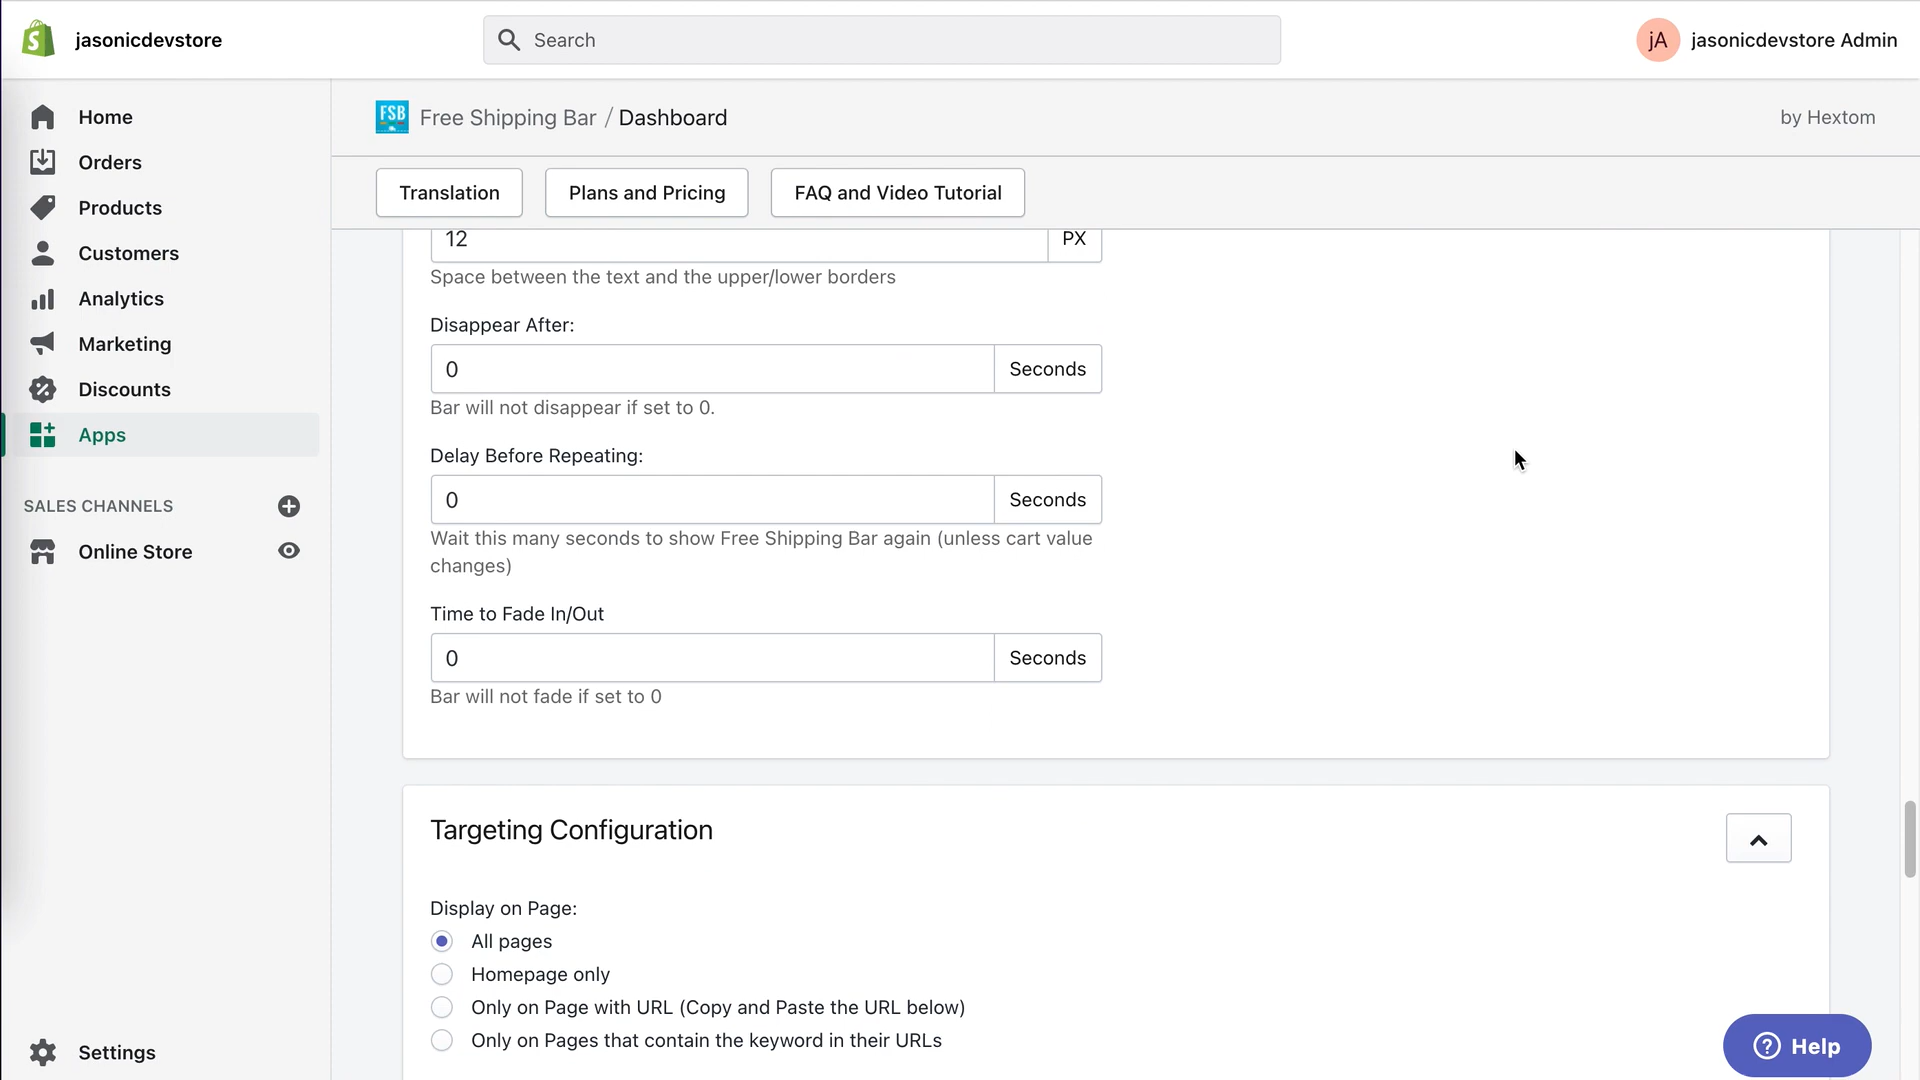 jasonicdevstore
Search
jA
jasonicdevstore Admin
Home
Orders
Products
Customers
Analytics
Marketing
Discounts
Apps
SALES CHANNELS
Online Store
Settings
FSB
Free Shipping Bar / Dashboard
by Hextom
Translation
Plans and Pricing
FAQ and Video Tutorial
12
PX
Space between the text and the upper/lower borders
Disappear After:
0
Seconds
Bar will not disappear if set to 0.
Delay Before Repeating:
0
Seconds
Wait this many seconds to show Free Shipping Bar again (unless cart value
changes)
Time to Fade In/Out
0
Seconds
Bar will not fade if set to 0
Targeting Configuration
Display on Page:
All pages
Homepage only
Only on Page with URL (Copy and Paste the URL below)
Only on Pages that contain the keyword in their URLs
Help